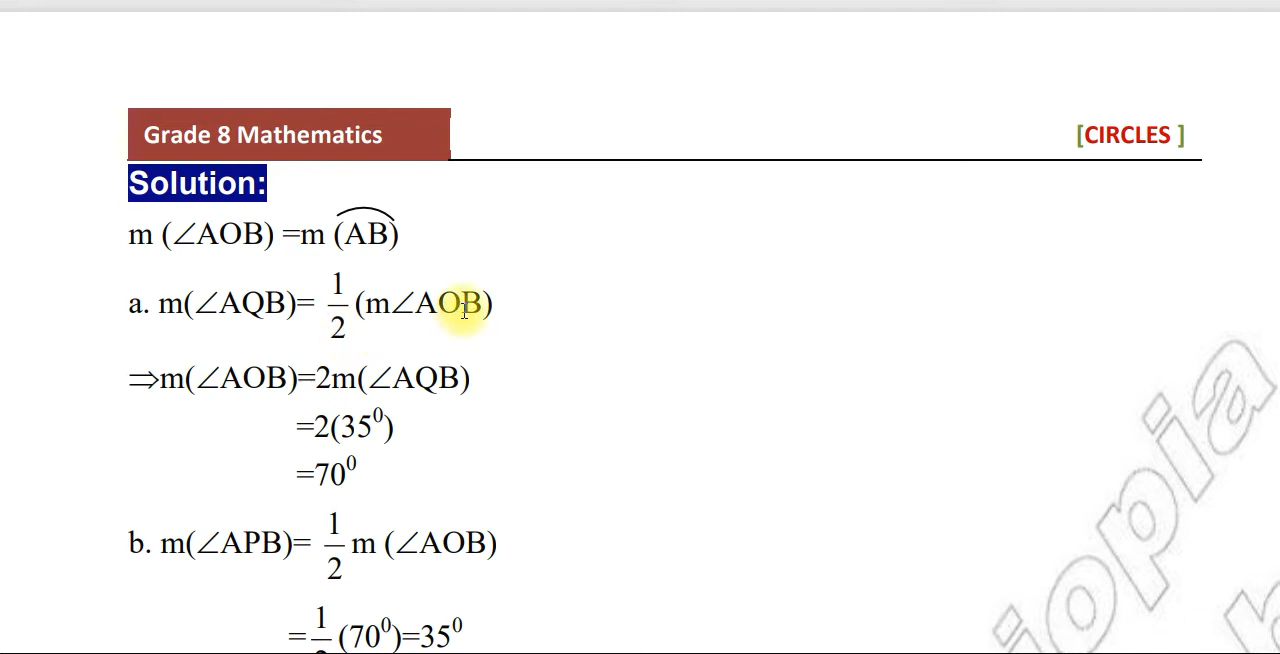 Grade 8 Mathematics
[CIRCLES ]
Solution:
m (∠AOB) =m (AB)
a. m(∠AQB)= 1/2 (m∠AOB)
⇒m(∠AOB)=2m(∠AQB)
=2(35⁰)
=70⁰
b. m(∠APB)= 1/2 m (∠AOB)
=1/2 (70⁰)=35⁰
iopia